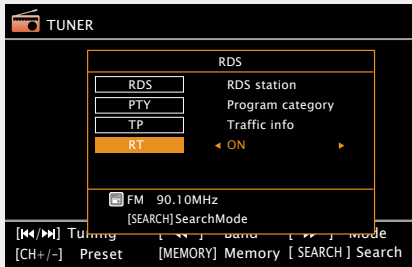 TUNER
RDS
RDS RDS station
PTY Program category
TP Traffic info
RT ◀ ON ▶
FM 90.10MHz
[SEARCH] SearchMode
[⏮/⏭] Tuning [◀◀] Band [▶▶] Mode
[CH+/-] Preset [MEMORY] Memory [ SEARCH ] Search